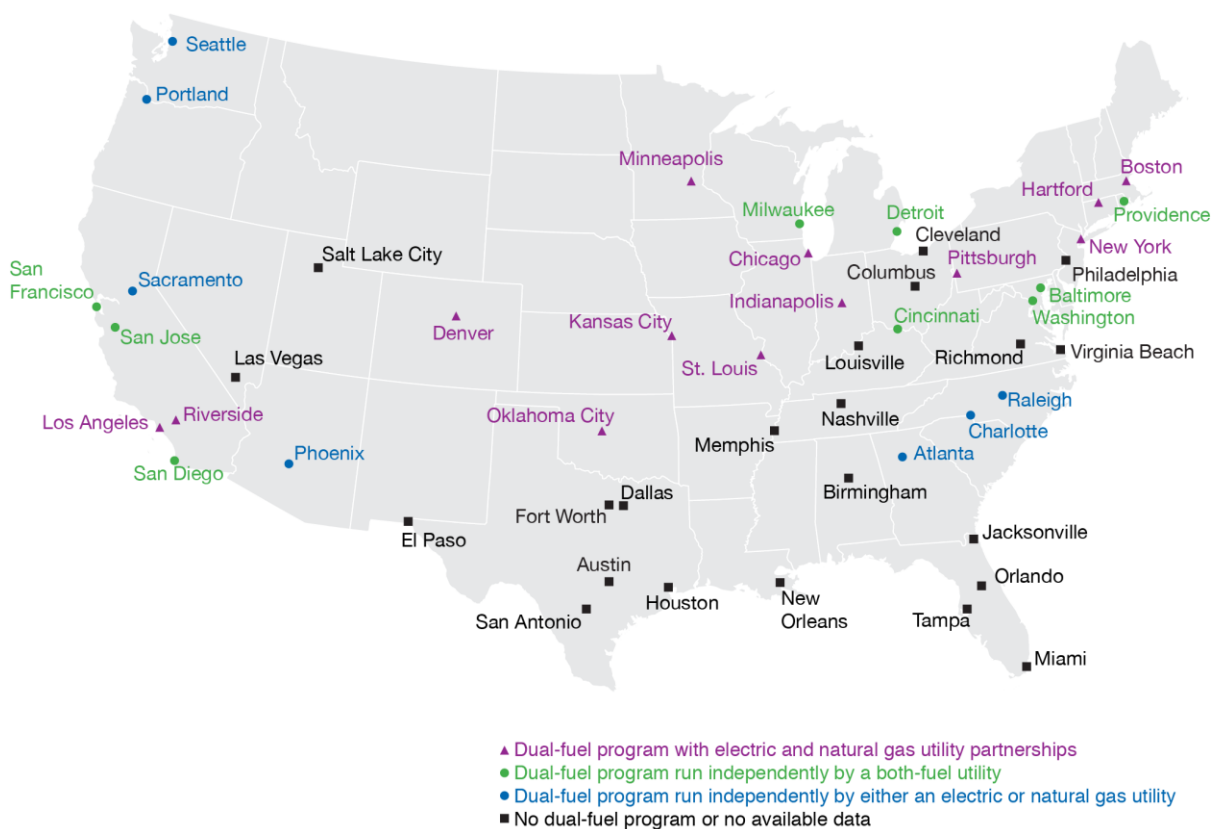 Seattle
Portland
Minneapolis
Boston
Hartford
Milwaukee
Detroit
Providence
Cleveland
New York
Salt Lake City
Chicago
Pittsburgh
San
Francisco
Sacramento
Columbus
Philadelphia
Indianapolis
Baltimore
Washington
San Jose
Denver
Kansas City
Cincinnati
Las Vegas
St. Louis
Louisville
Richmond
Virginia Beach
Los Angeles
Riverside
Oklahoma City
Nashville
Raleigh
Memphis
Charlotte
San Diego
Phoenix
Atlanta
Birmingham
Dallas
Fort Worth
El Paso
Jacksonville
Austin
Orlando
San Antonio
Houston
New
Orleans
Tampa
Miami
Dual-fuel program with electric and natural gas utility partnerships
Dual-fuel program run independently by a both-fuel utility
Dual-fuel program run independently by either an electric or natural gas utility
No dual-fuel program or no available data